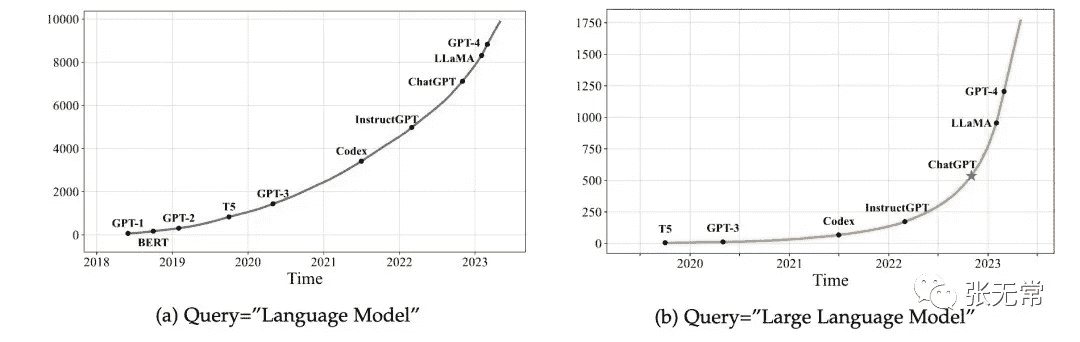 10000
8000
6000
4000
2000
0
GPT-4
LLaMA
ChatGPT
InstructGPT
Codex
GPT-3
T5
GPT-2
GPT-1
BERT
2018 2019 2020 2021 2022 2023
Time
(a) Query="Language Model"
1750
1500
1250
1000
750
500
250
0
GPT-4
LLaMA
ChatGPT
InstructGPT
Codex
GPT-3
T5
2020 2021 2022 2023
Time
(b) Query="Large Language Model"
张无常